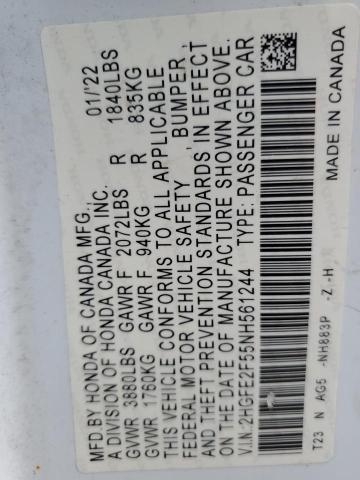 MFD.BY HONDA OF CANADA MFG., 01/'22
A DIVISION OF HONDA CANADA INC.
GVWR 3880LBS GAWR F 2072LBS R 1840LBS
GVWR 1760KG GAWR F 940KG R 835KG
THIS VEHICLE CONFORMS TO ALL APPLICABLE
FEDERAL MOTOR VEHICLE SAFETY, BUMPER,
AND THEFT PREVENTION STANDARDS IN EFFECT
ON THE DATE OF MANUFACTURE SHOWN ABOVE.
V.I.N:2HGFE2F55NH561244 TYPE: PASSENGER CAR
T23 N AG5 -NH883P -Z -H MADE IN CANADA